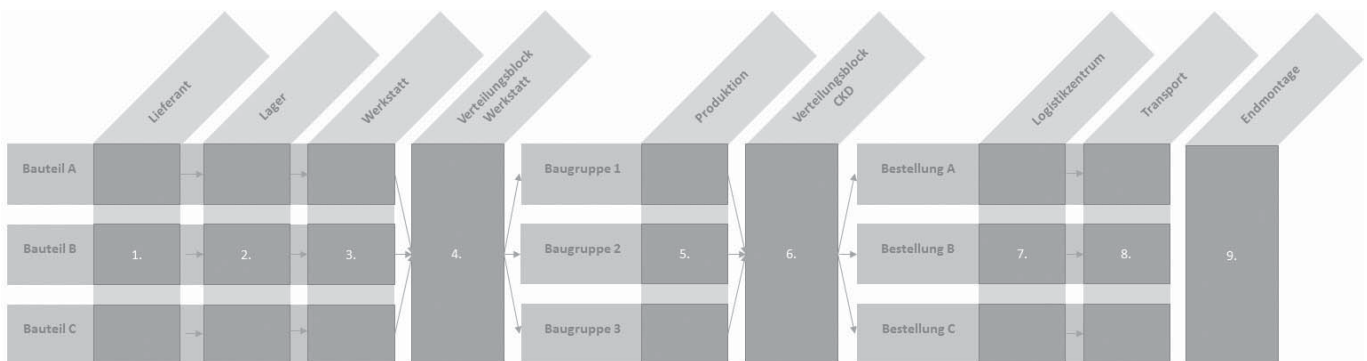 Lieferant
Lager
Werkstatt
Verteilungsblock
Werkstatt
Produktion
Verteilungsblock
CKD
Logistikzentrum
Transport
Endmontage
Bauteil A
Baugruppe 1
Bestellung A
Bauteil B
1.
2.
3.
4.
Baugruppe 2
5.
6.
Bestellung B
7.
8.
9.
Bauteil C
Baugruppe 3
Bestellung C